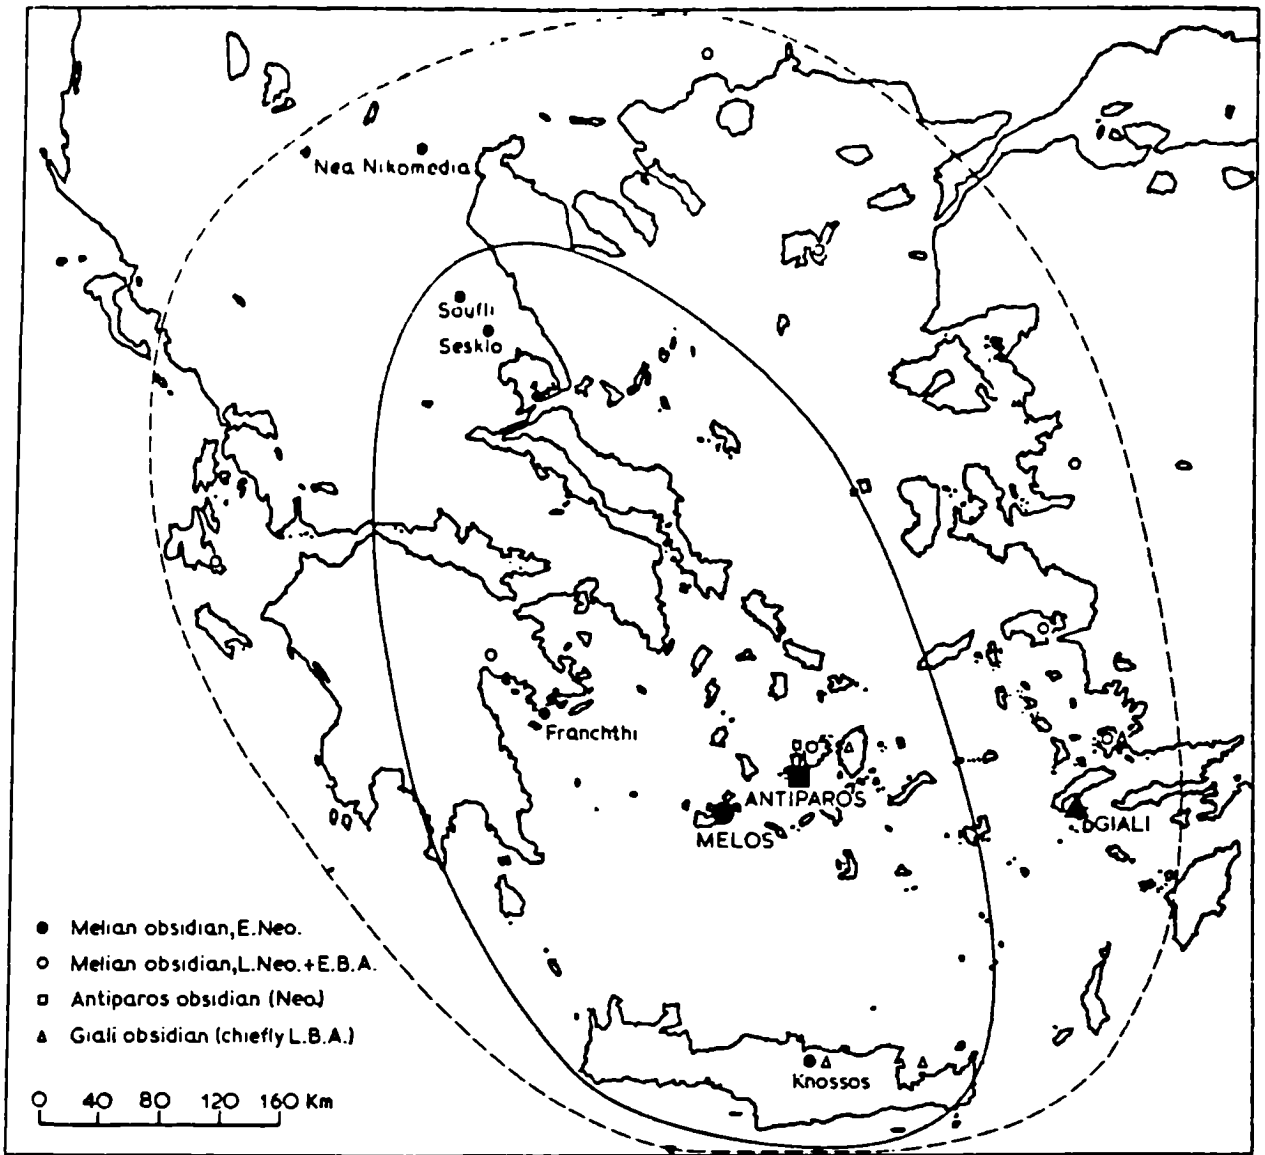 Nea Nikomedia
Soufli
Seskio
Franchthi
ANTIPAROS
MELOS
GIALI
Melian obsidian, E.Neo.
Melian obsidian, L.Neo.+E.B.A.
Antiparos obsidian (Neo.)
Giali obsidian (chiefly L.B.A.)
Knossos
0 40 80 120 160 Km